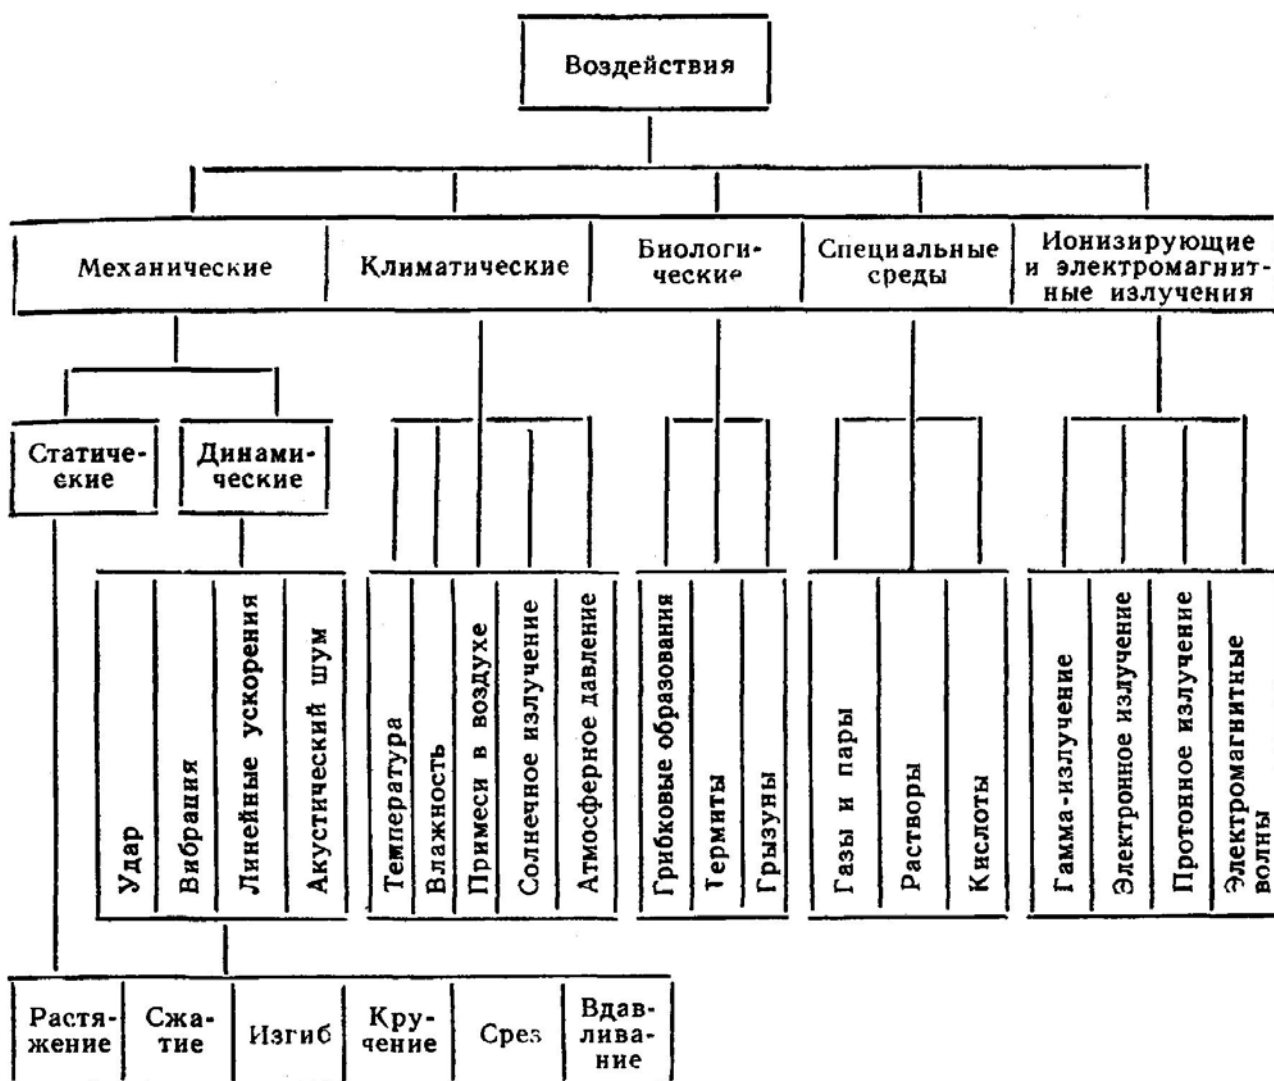 Воздействия
Механические
Климатические
Биологи-
ческие
Специальные
среды
Ионизирующие
и электромагнит-
ные излучения
Статиче-
ские
Динами-
ческие
Удар
Вибрация
Линейные ускорения
Акустический шум
Температура
Влажность
Примеси в воздухе
Солнечное излучение
Атмосферное давление
Грибковые образования
Термиты
Грызуны
Газы и пары
Растворы
Кислоты
Гамма-излучение
Электронное излучение
Протонное излучение
Электромагнитные
волны
Растя-
жение
Сжа-
тие
Изгиб
Кру-
чение
Срез
Вдав-
лива-
ние